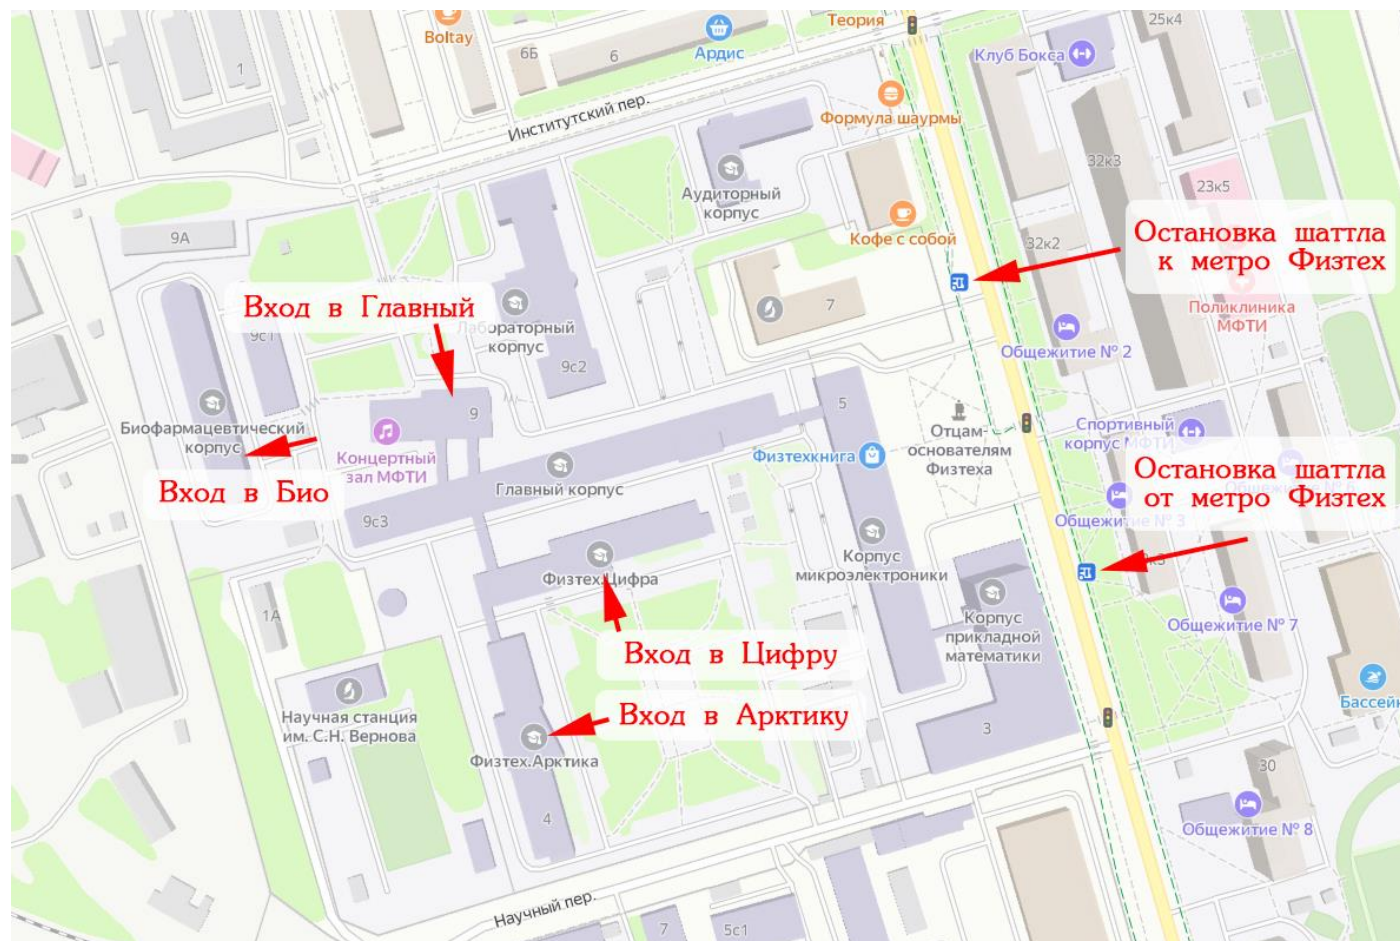 Теория
25к4
Boltay
6Б
6
Ардис
Клуб Бокса
1
Институтский пер.
Формула шаурмы
32к3
23к5
Аудиторный
корпус
9А
Кофе с собой
32к2
Остановка шаттла
к метро Физтех
Поликлиника
МФТИ
Вход в Главный
Лабораторный
корпус
7
9с1
9с2
Общежитие № 2
Биофармацевтический
корпус
9
5
Концертный
зал МФТИ
Физтехкнига
Отцам-
основателям
Физтеха
Спортивный
корпус МФТИ
Остановка шаттла
от метро Физтех
Вход в Био
Главный корпус
9с3
Общежитие № 3
Физтех.Цифра
Корпус
микроэлектроники
1А
Корпус
прикладной
математики
Общежитие № 7
Вход в Цифру
Научная станция
им. С.Н. Вернова
Вход в Арктику
Физтех.Арктика
3
Бассейн
30
4
Общежитие № 8
Научный пер.
7
5с1